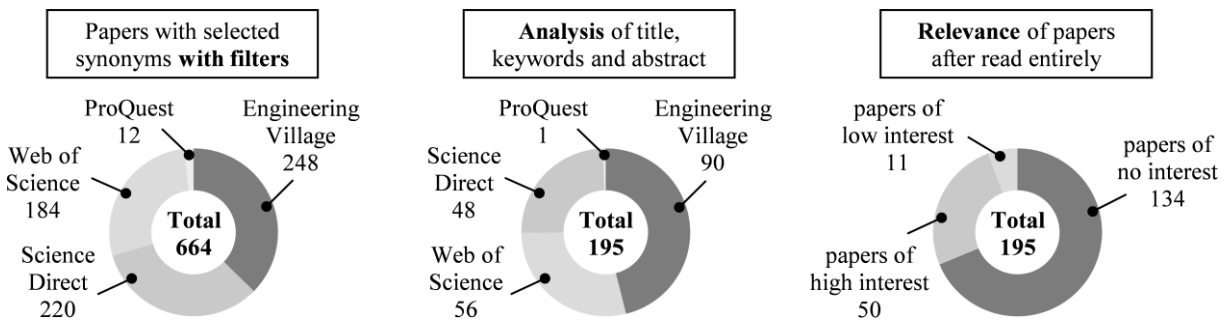 Papers with selected
synonyms with filters
ProQuest
12
Engineering
Village
248
Web of
Science
184
Total
664
Science
Direct
220
Analysis of title,
keywords and abstract
ProQuest
1
Engineering
Village
90
Science
Direct
48
Total
195
Web of
Science
56
Relevance of papers
after read entirely
papers of
low interest
11
papers of
no interest
134
Total
195
papers of
high interest
50